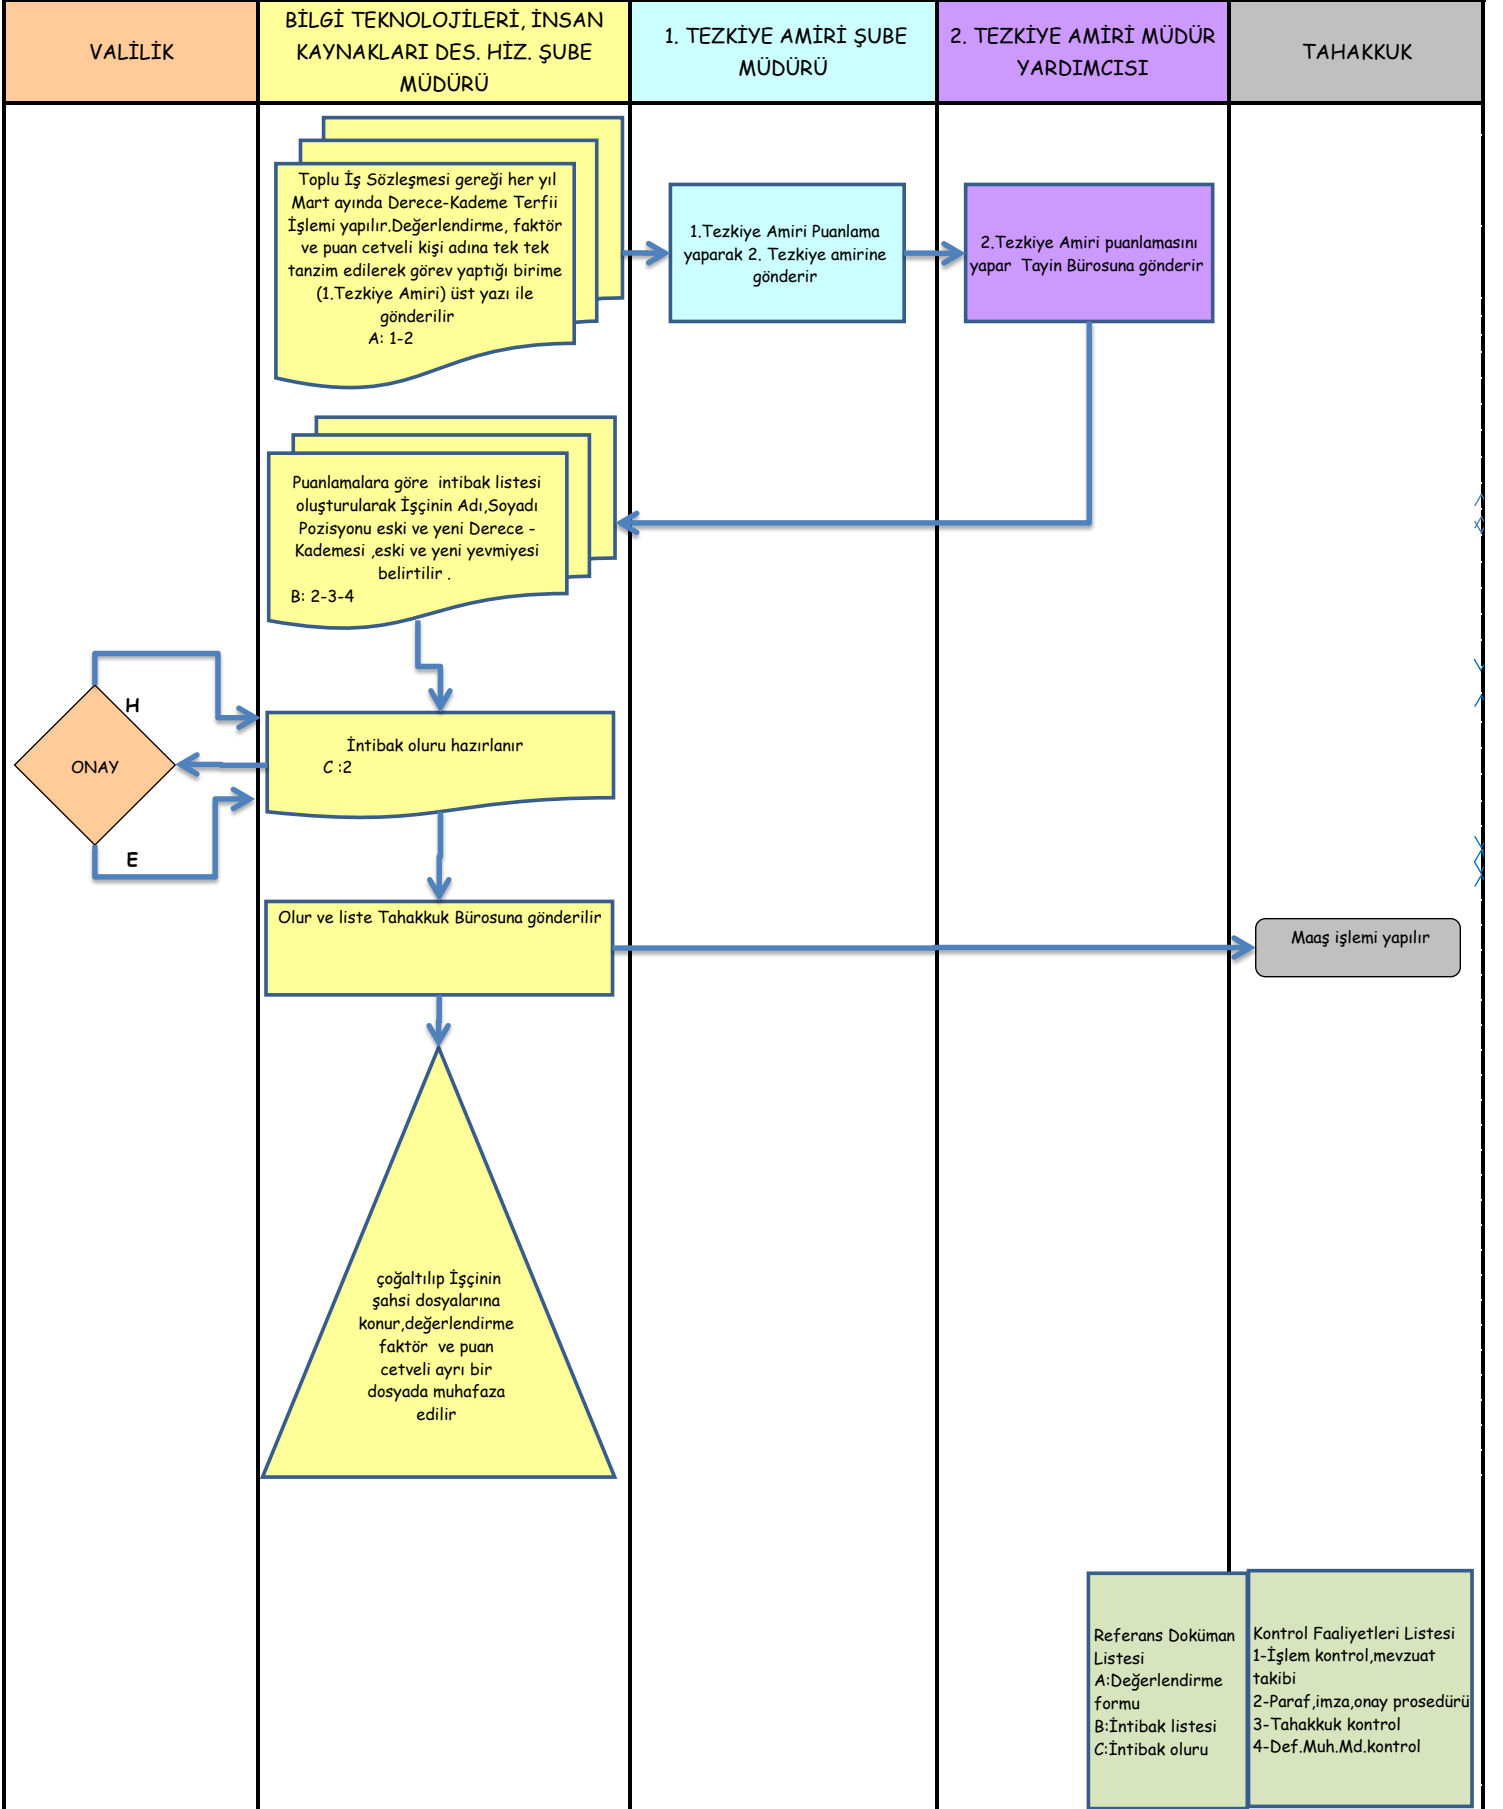 VALİLİK
BİLGİ TEKNOLOJİLERİ, İNSAN
KAYNAKLARI DES. HİZ. ŞUBE
MÜDÜRÜ
1. TEZKİYE AMİRİ ŞUBE
MÜDÜRÜ
2. TEZKİYE AMİRİ MÜDÜR
YARDIMCISI
TAHAKKUK
Toplu İş Sözleşmesi gereği her yıl
Mart ayında Derece-Kademe Terfii
İşlemi yapılır.Değerlendirme, faktör
ve puan cetveli kişi adına tek tek
tanzim edilerek görev yaptığı birime
(1.Tezkiye Amiri) üst yazı ile
gönderilir
A: 1-2
1.Tezkiye Amiri Puanlama
yaparak 2. Tezkiye amirine
gönderir
2.Tezkiye Amiri puanlamasını
yapar Tayin Bürosuna gönderir
Puanlamalara göre intibak listesi
oluşturularak İşçinin Adı,Soyadı
Pozisyonu eski ve yeni Derece -
Kademesi ,eski ve yeni yevmiyesi
belirtilir .
B: 2-3-4
H
ONAY
E
İntibak oluru hazırlanır
C :2
Olur ve liste Tahakkuk Bürosuna gönderilir
Maaş işlemi yapılır
çoğaltılıp İşçinin
şahsi dosyalarına
konur,değerlendirme
faktör ve puan
cetveli ayrı bir
dosyada muhafaza
edilir
Referans Doküman
Listesi
A:Değerlendirme
formu
B:İntibak listesi
C:İntibak oluru
Kontrol Faaliyetleri Listesi
1-İşlem kontrol,mevzuat
takibi
2-Paraf,imza,onay prosedürü
3-Tahakkuk kontrol
4-Def.Muh.Md.kontrol